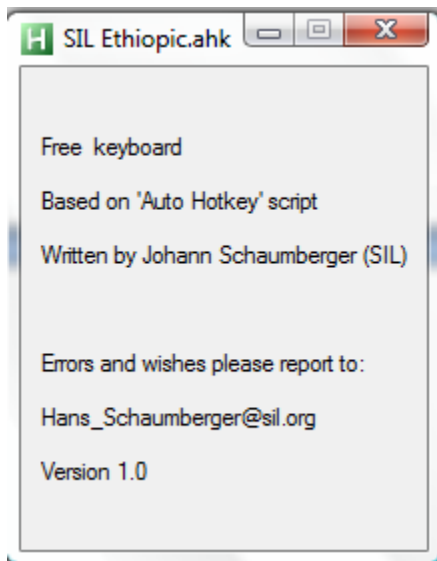 SIL Ethiopic.ahk
Free keyboard
Based on 'Auto Hotkey' script
Written by Johann Schaumberger (SIL)
Errors and wishes please report to:
Hans_Schaumberger@sil.org
Version 1.0